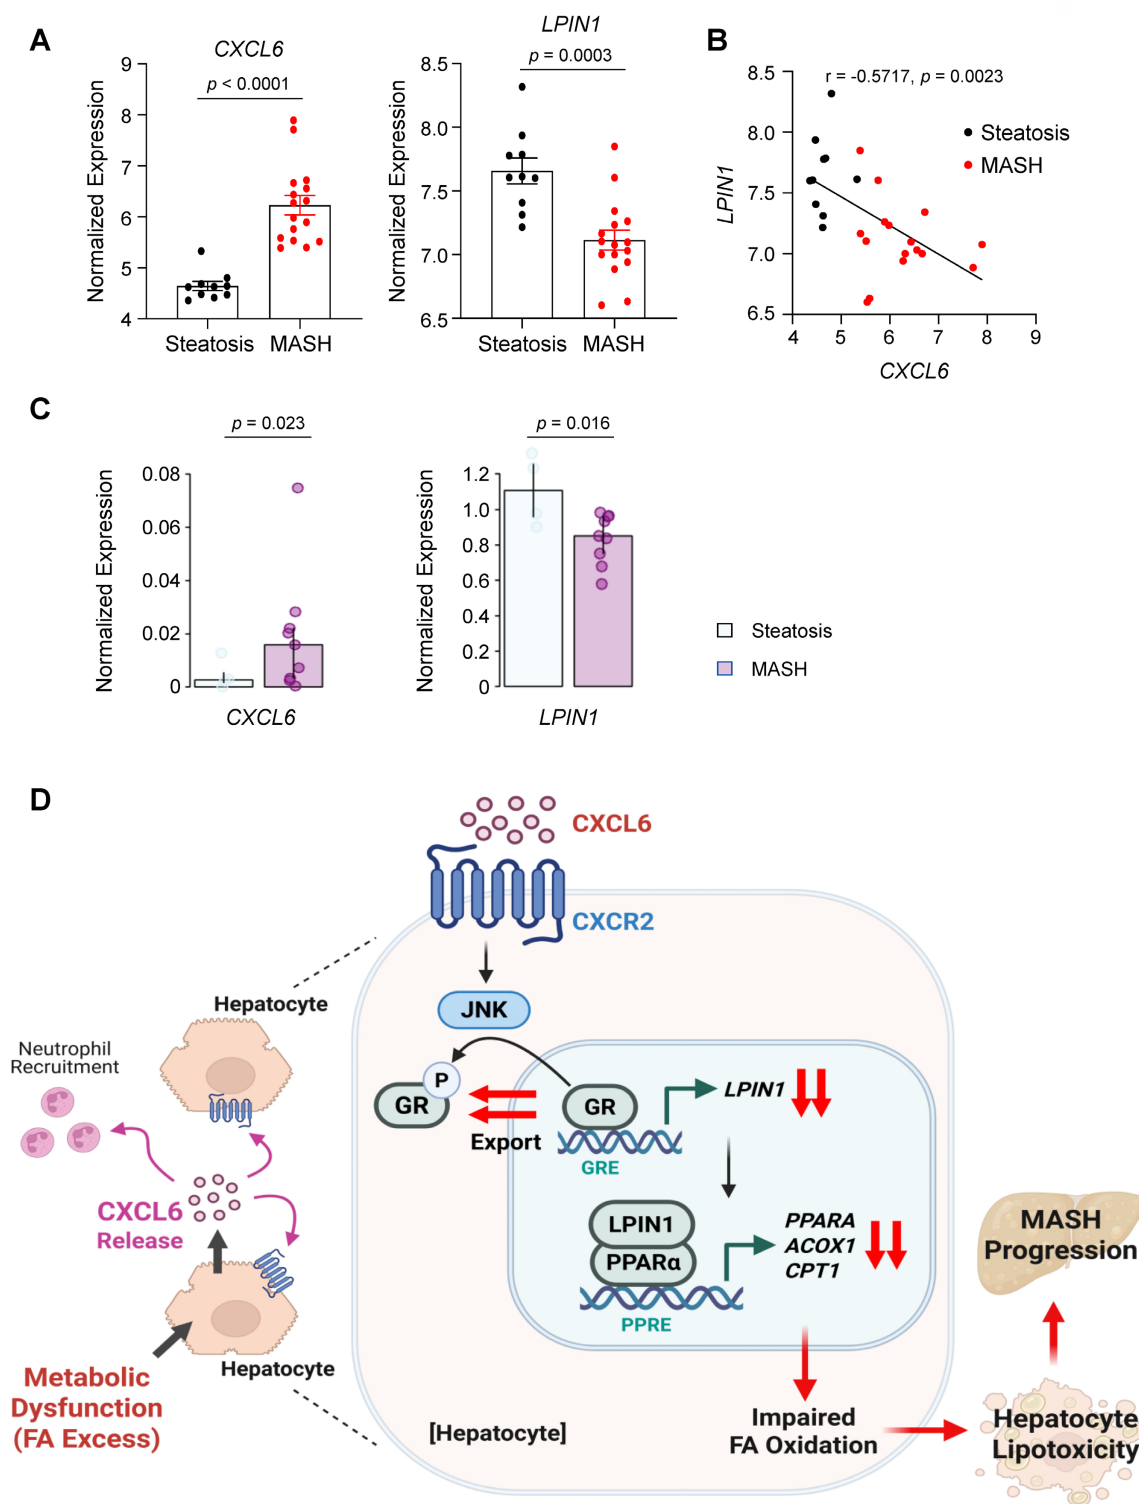 A
CXCL6
p < 0.0001
Normalized Expression
9
8
7
6
5
4
Steatosis
MASH
LPIN1
p = 0.0003
Normalized Expression
8.5
8.0
7.5
7.0
6.5
Steatosis
MASH
B
r = -0.5717, p = 0.0023
LPIN1
8.5
8.0
7.5
7.0
6.5
4
5
6
7
8
9
CXCL6
Steatosis
MASH
C
p = 0.023
Normalized Expression
0.08
0.06
0.04
0.02
0
CXCL6
p = 0.016
Normalized Expression
1.2
1.0
0.8
0.6
0.4
0.2
0
LPIN1
Steatosis
MASH
D
CXCL6
CXCR2
JNK
P
GR
Export
GR
GRE
LPIN1
LPIN1
PPARα
PPRE
PPARA
ACOX1
CPT1
Hepatocyte
Neutrophil
Recruitment
CXCL6
Release
Hepatocyte
Metabolic
Dysfunction
(FA Excess)
[Hepatocyte]
Impaired
FA Oxidation
Hepatocyte
Lipotoxicity
MASH
Progression